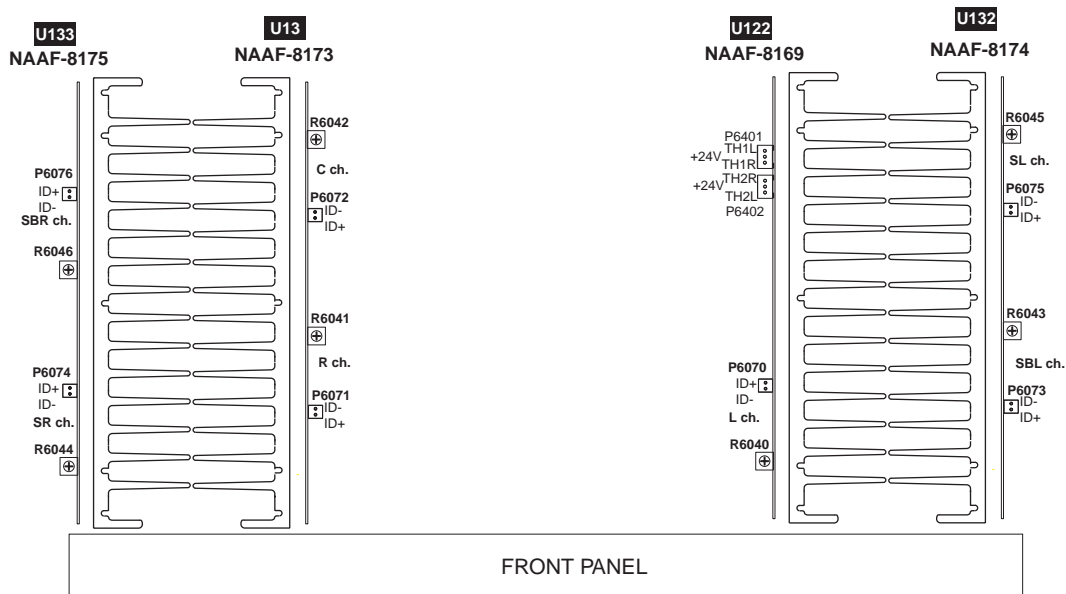 U133
NAAF-8175
U13
NAAF-8173
U122
NAAF-8169
U132
NAAF-8174
P6076
ID+
ID-
SBR ch.
R6046
P6074
ID+
ID-
SR ch.
R6044
R6042
C ch.
P6072
ID-
ID+
R6041
R ch.
P6071
ID-
ID+
P6401
TH1L
+24V
TH1R
TH2R
+24V
TH2L
P6402
P6070
ID+
ID-
L ch.
R6040
R6045
SL ch.
P6075
ID-
ID+
R6043
SBL ch.
P6073
ID-
ID+
FRONT PANEL